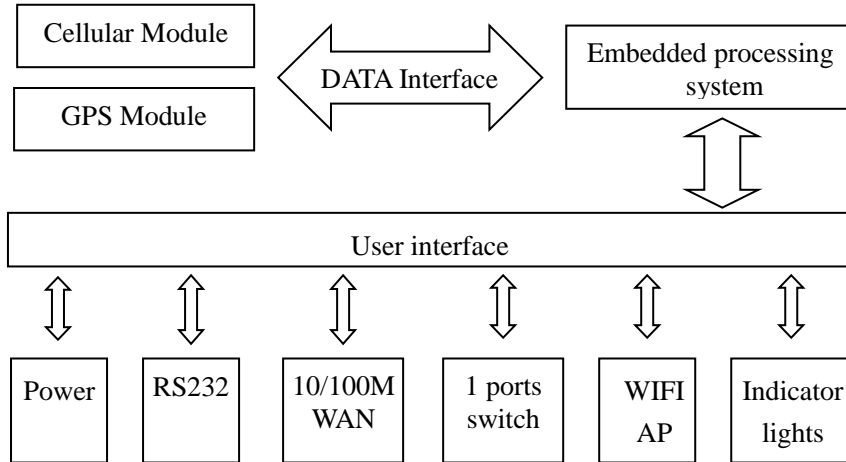 Cellular Module
GPS Module
DATA Interface
Embedded processing
system
User interface
Power
RS232
10/100M
WAN
1 ports
switch
WIFI
AP
Indicator
lights